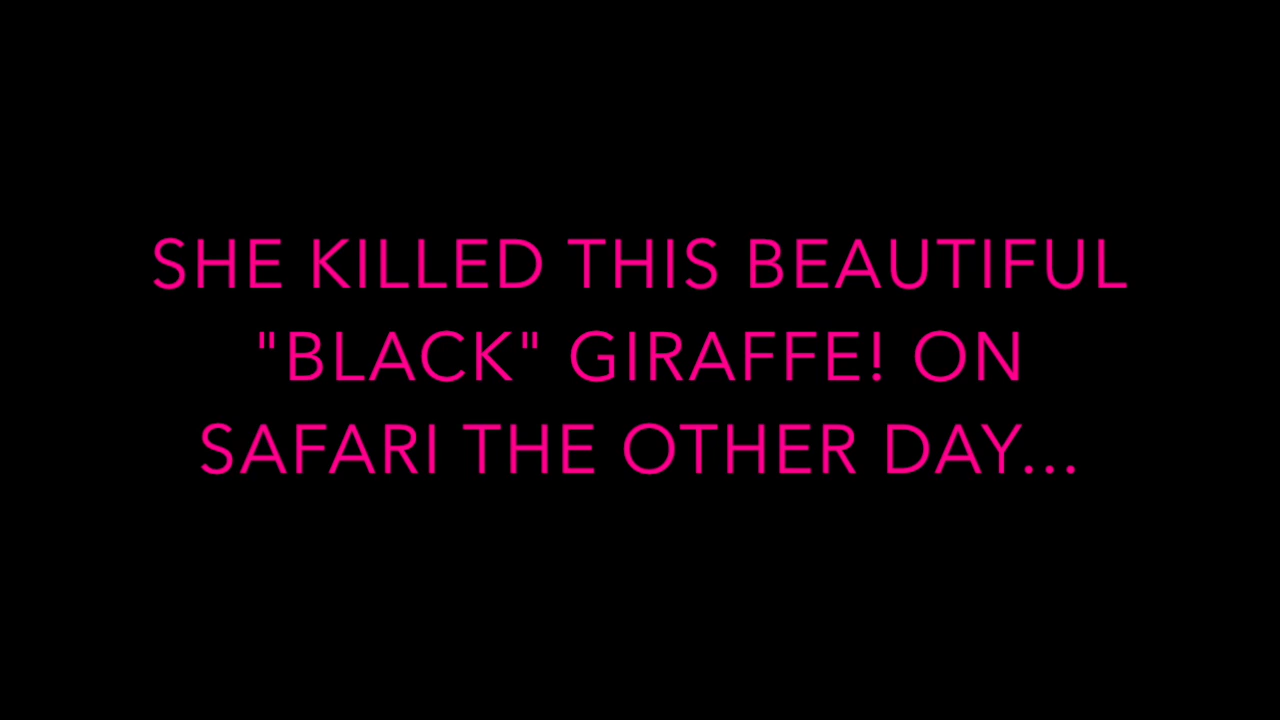 SHE KILLED THIS BEAUTIFUL
"BLACK" GIRAFFE! ON
SAFARI THE OTHER DAY...